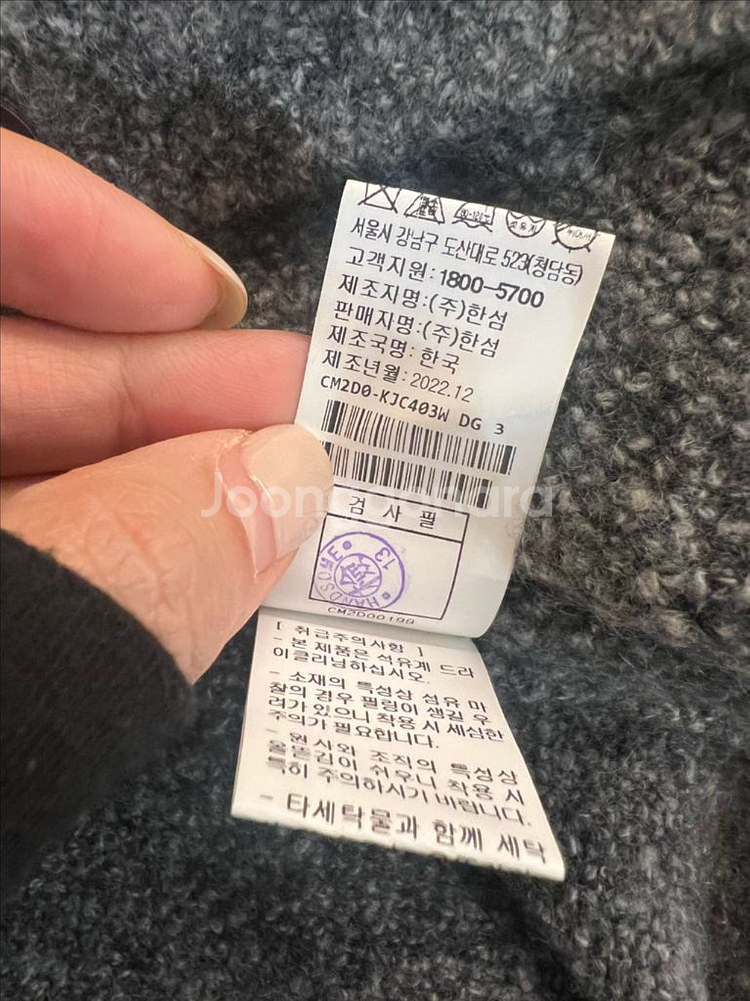 서울시 강남구 도산대로 523(청담동)
고객지원: 1800-5700
제조자명:(주)한섬
판매자명:(주)한섬
제조국명: 한국
제조년월: 2022.12
CM2D0-KJC403W DG 3
검 사 필
HANDSOME
13
CM2D00199
[ 취급주의사항 ]
- 본 제품은 석유계 드라
이클리닝하십시오.
- 소재의 특성상 섬유 마
찰의 경우 필링이 생길 우
려가 있으니 착용 시 세심한
주의가 필요합니다.
- 원사와 조직의 특성상
올뜯김이 쉬우니 착용 시
특히 주의하시기 바랍니다.
- 타세탁물과 함께 세탁
Joonggonara